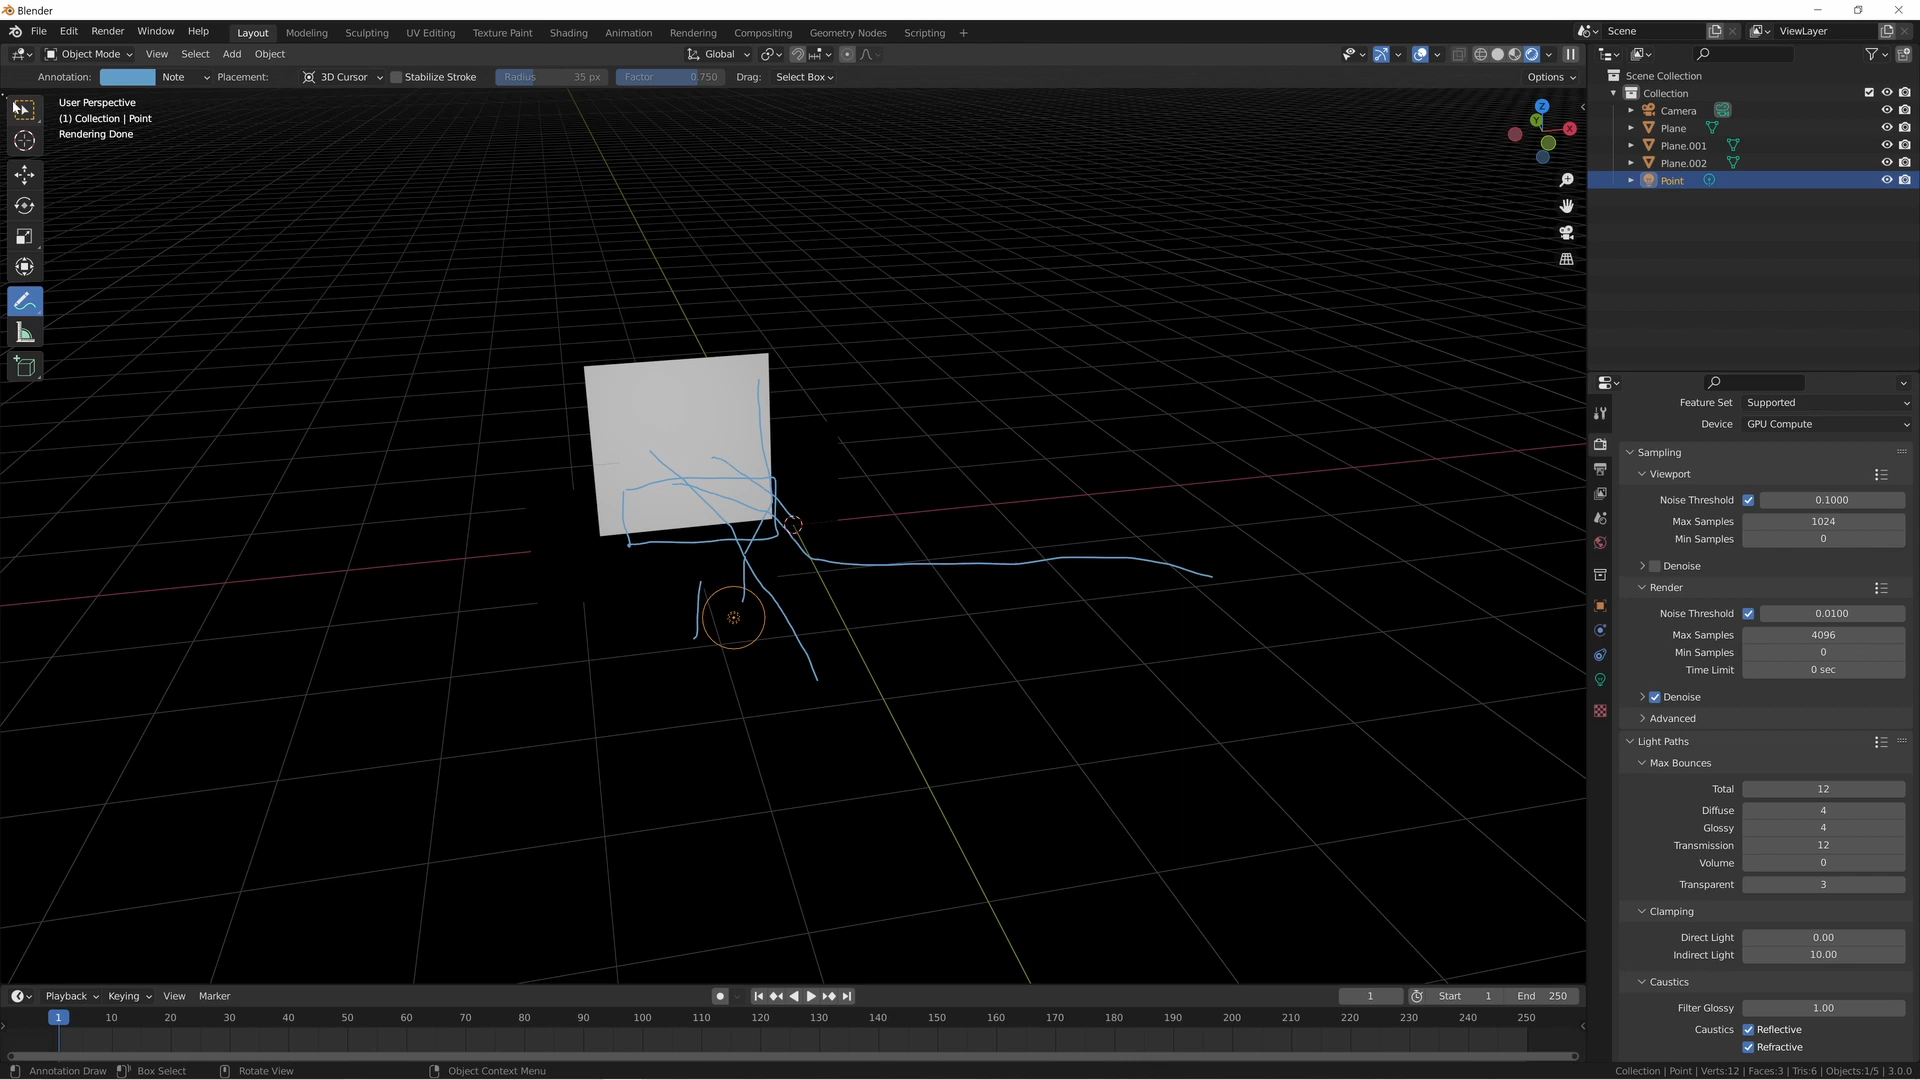 Blender
File Edit Render Window Help Layout Modeling Sculpting UV Editing Texture Paint Shading Animation Rendering Compositing Geometry Nodes Scripting + Scene ViewLayer
Object Mode View Select Add Object Global
Annotation: Note Placement: 3D Cursor Stabilize Stroke Radius 35 px Factor 0.750 Drag: Select Box Options
User Perspective
(1) Collection | Point
Rendering Done
Z
Y
X
Scene Collection
Collection
Camera
Plane
Plane.001
Plane.002
Point
Feature Set Supported
Device GPU Compute
Sampling
Viewport
Noise Threshold 0.1000
Max Samples 1024
Min Samples 0
Denoise
Render
Noise Threshold 0.0100
Max Samples 4096
Min Samples 0
Time Limit 0 sec
Denoise
Advanced
Light Paths
Max Bounces
Total 12
Diffuse 4
Glossy 4
Transmission 12
Volume 0
Transparent 3
Clamping
Direct Light 0.00
Indirect Light 10.00
Caustics
Filter Glossy 1.00
Caustics Reflective
Refractive
Playback Keying View Marker 1 Start 1 End 250
1 10 20 30 40 50 60 70 80 90 100 110 120 130 140 150 160 170 180 190 200 210 220 230 240 250
Annotation Draw Box Select Rotate View Object Context Menu Collection | Point | Verts:12 | Faces:3 | Tris:6 | Objects:1/5 | 3.0.0